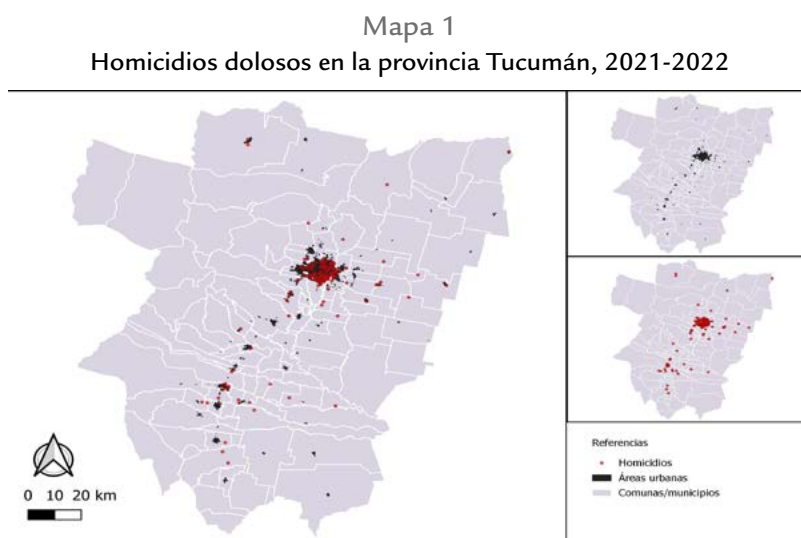 Mapa 1
Homicidios dolosos en la provincia Tucumán, 2021-2022
0 10 20 km
Referencias
Homicidios
Áreas urbanas
Comunas/municipios